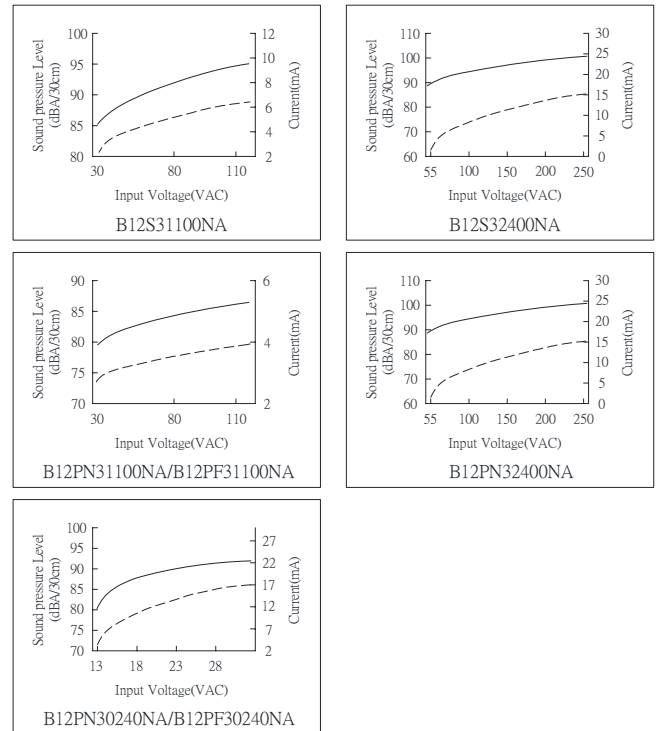 Sound pressure Level
(dBA/30cm)
100
95
90
85
80
12
10
8
6
4
2
Current(mA)
30 80 110
Input Voltage(VAC)
B12S31100NA
Sound pressure Level
(dBA/30cm)
110
100
90
80
70
60
30
25
20
15
10
5
0
Current(mA)
55 100 150 200 250
Input Voltage(VAC)
B12S32400NA
Sound pressure Level
(dBA/30cm)
90
85
80
75
70
6
4
2
Current(mA)
30 80 110
Input Voltage(VAC)
B12PN31100NA/B12PF31100NA
Sound pressure Level
(dBA/30cm)
110
100
90
80
70
60
30
25
20
15
10
5
0
Current(mA)
55 100 150 200 250
Input Voltage(VAC)
B12PN32400NA
Sound pressure Level
(dBA/30cm)
100
95
90
85
80
75
70
27
22
17
12
7
2
Current(mA)
13 18 23 28
Input Voltage(VAC)
B12PN30240NA/B12PF30240NA